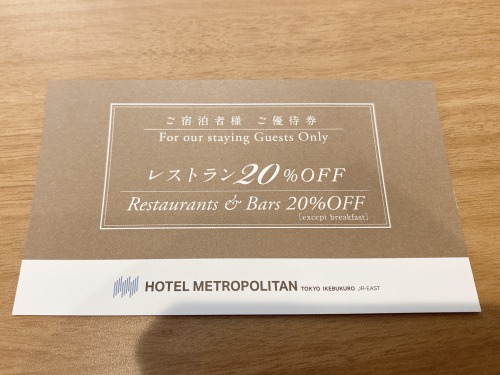 ご宿泊者様 ご優待券
For our staying Guests Only
レストラン20%OFF
Restaurants & Bars 20%OFF
[except breakfast]
HOTEL METROPOLITAN TOKYO IKEBUKURO JR-EAST